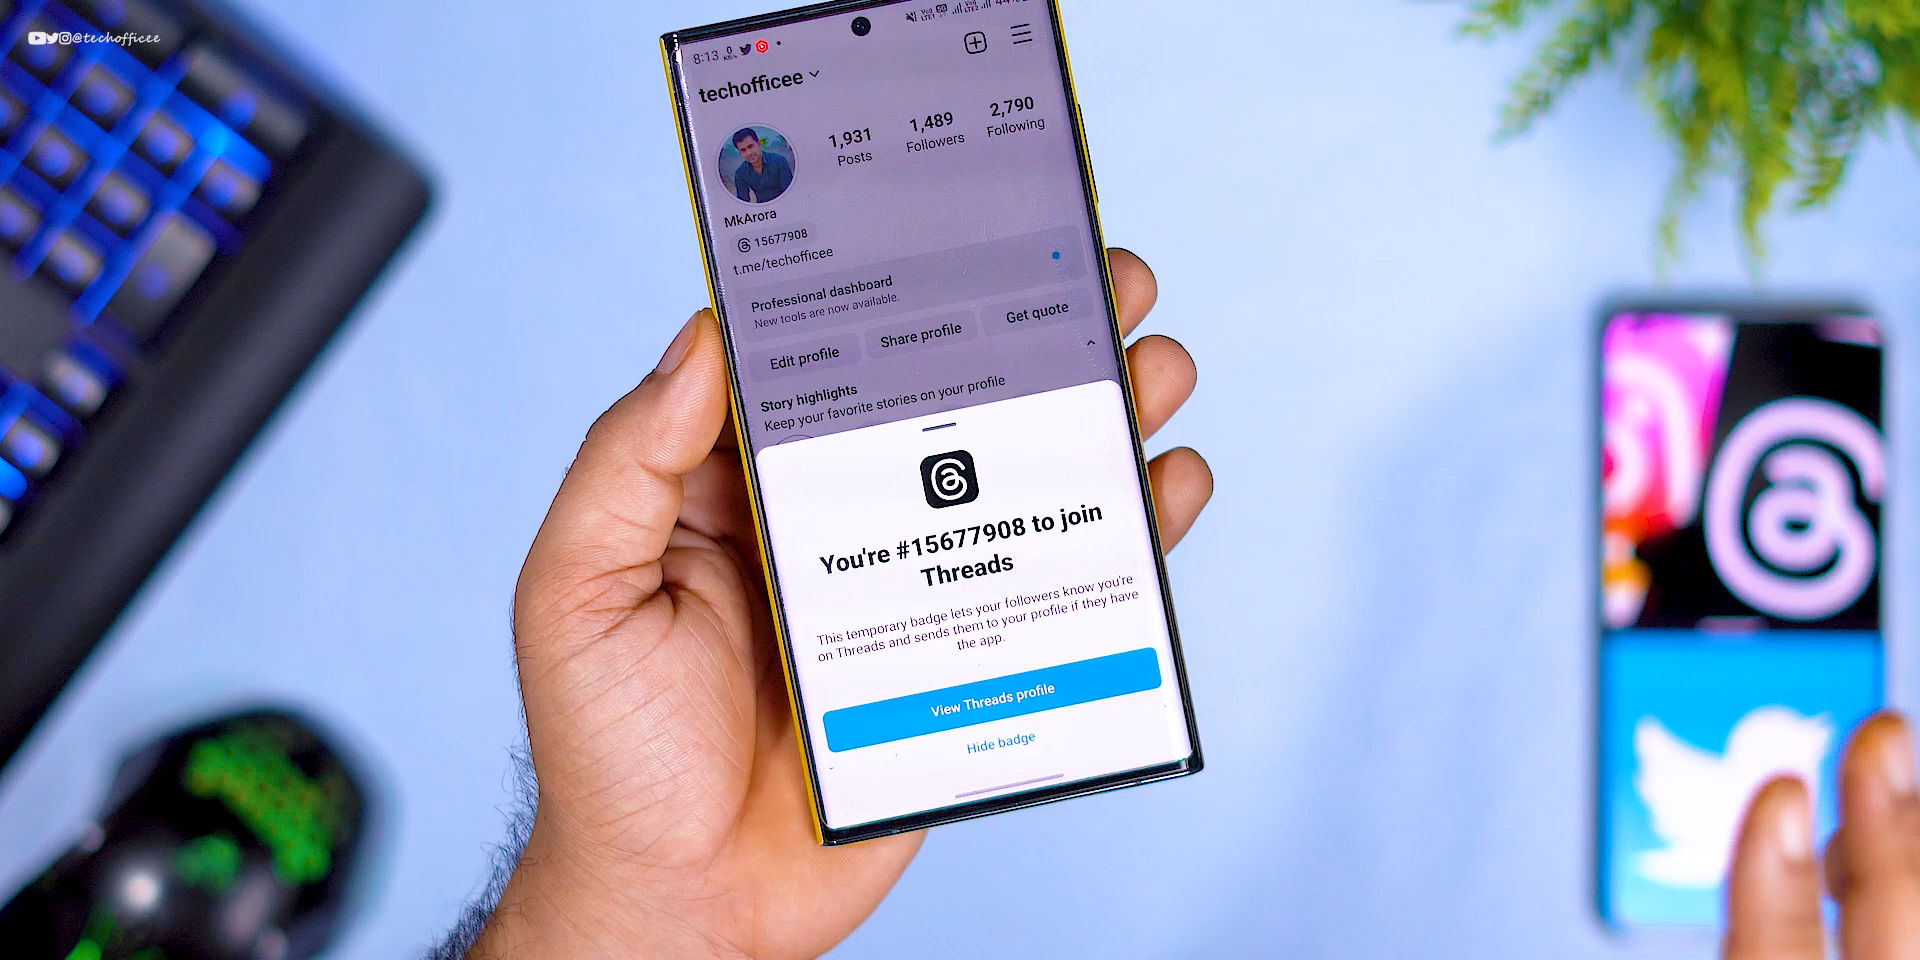 @techofficee
8:13 0 KB/s
techofficee
1,931 1,489 2,790
Posts Followers Following
MkArora
15677908
t.me/techofficee
Professional dashboard
New tools are now available.
Edit profile Share profile Get quote
Story highlights
Keep your favorite stories on your profile
You're #15677908 to join
Threads
This temporary badge lets your followers know you're
on Threads and sends them to your profile if they have
the app.
View Threads profile
Hide badge